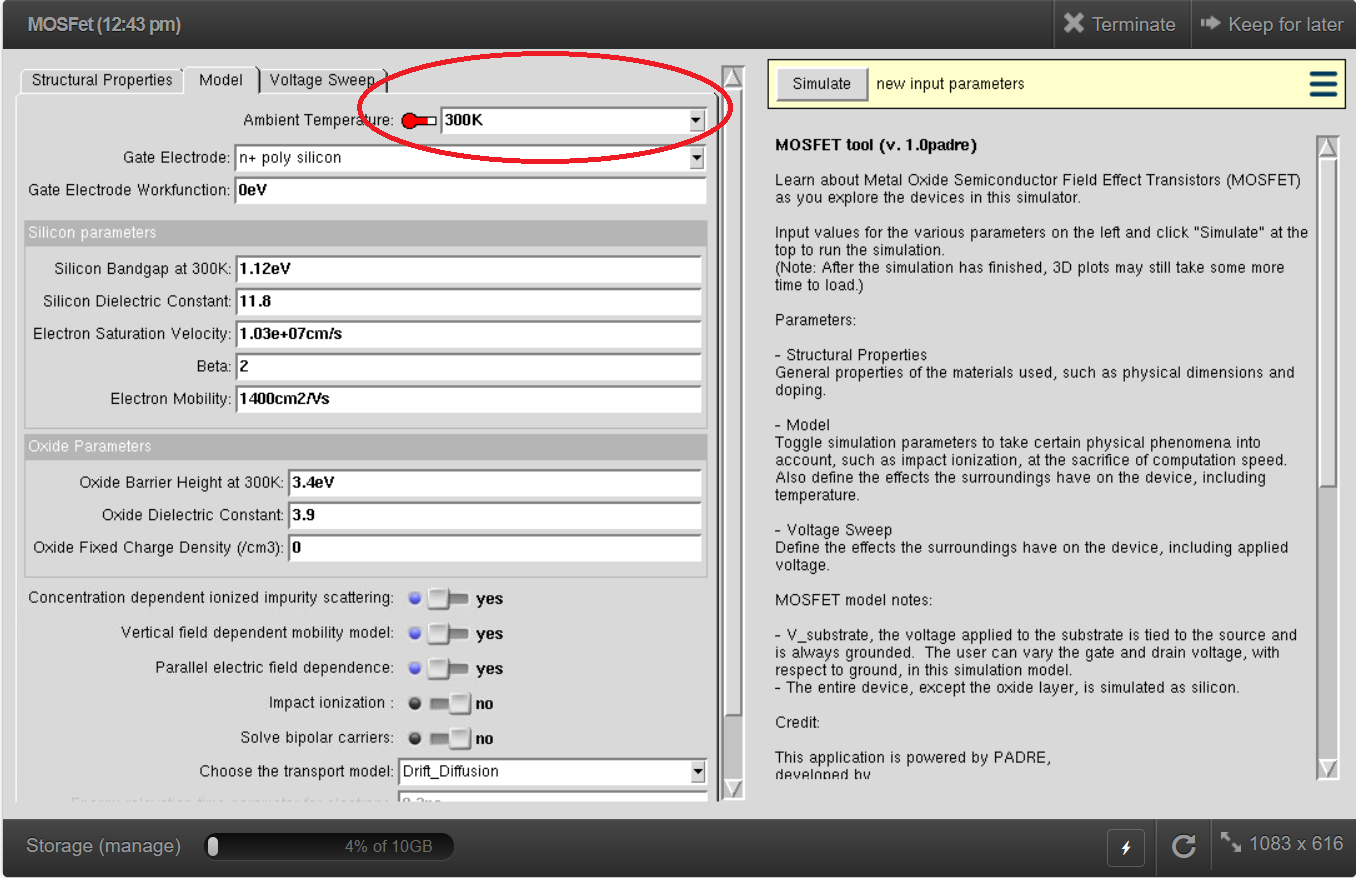 MOSFet (12:43 pm)
Terminate
Keep for later
Structural Properties
Model
Voltage Sweep
Ambient Temperature: 300K
Gate Electrode: n+ poly silicon
Gate Electrode Workfunction: 0eV
Silicon parameters
Silicon Bandgap at 300K: 1.12eV
Silicon Dielectric Constant: 11.8
Electron Saturation Velocity: 1.03e+07cm/s
Beta: 2
Electron Mobility: 1400cm2/Vs
Oxide Parameters
Oxide Barrier Height at 300K: 3.4eV
Oxide Dielectric Constant: 3.9
Oxide Fixed Charge Density (/cm3): 0
Concentration dependent ionized impurity scattering: yes
Vertical field dependent mobility model: yes
Parallel electric field dependence: yes
Impact ionization : no
Solve bipolar carriers: no
Choose the transport model: Drift_Diffusion
Simulate new input parameters
MOSFET tool (v. 1.0padre)
Learn about Metal Oxide Semiconductor Field Effect Transistors (MOSFET)
as you explore the devices in this simulator.
Input values for the various parameters on the left and click "Simulate" at the
top to run the simulation.
(Note: After the simulation has finished, 3D plots may still take some more
time to load.)
Parameters:
- Structural Properties
General properties of the materials used, such as physical dimensions and
doping.
- Model
Toggle simulation parameters to take certain physical phenomena into
account, such as impact ionization, at the sacrifice of computation speed.
Also define the effects the surroundings have on the device, including
temperature.
- Voltage Sweep
Define the effects the surroundings have on the device, including applied
voltage.
MOSFET model notes:
- V_substrate, the voltage applied to the substrate is tied to the source and
is always grounded.  The user can vary the gate and drain voltage, with
respect to ground, in this simulation model.
- The entire device, except the oxide layer, is simulated as silicon.
Credit:
This application is powered by PADRE,
developed by
Storage (manage)
4% of 10GB
1083 x 616